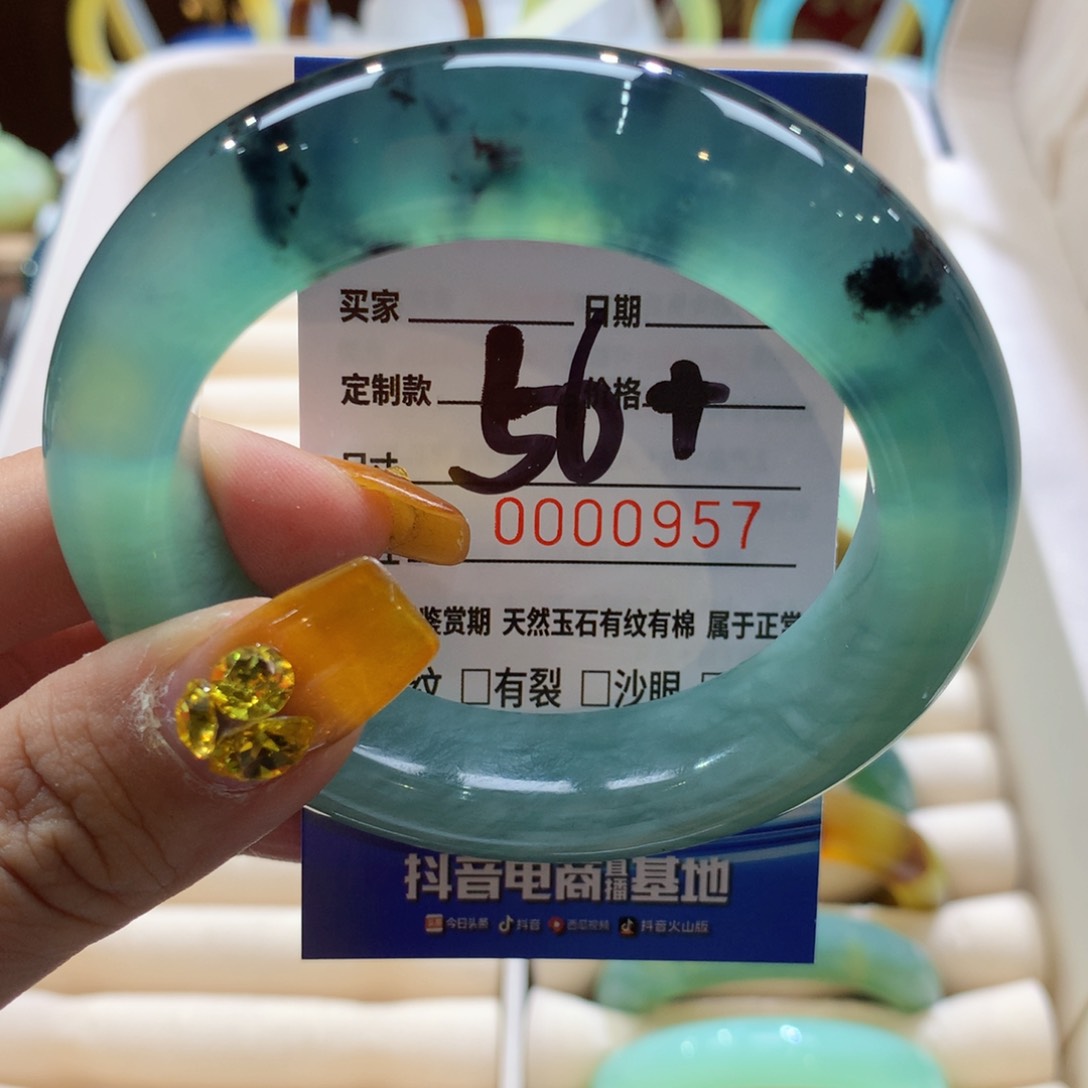 买家 日期
定制款 价格
尺寸
56+
0000957
鉴赏期 天然玉石有纹有棉 属于正常
纹 □有裂 □沙眼
抖音电商直播基地
今日头条 抖音 西瓜视频 抖音火山版